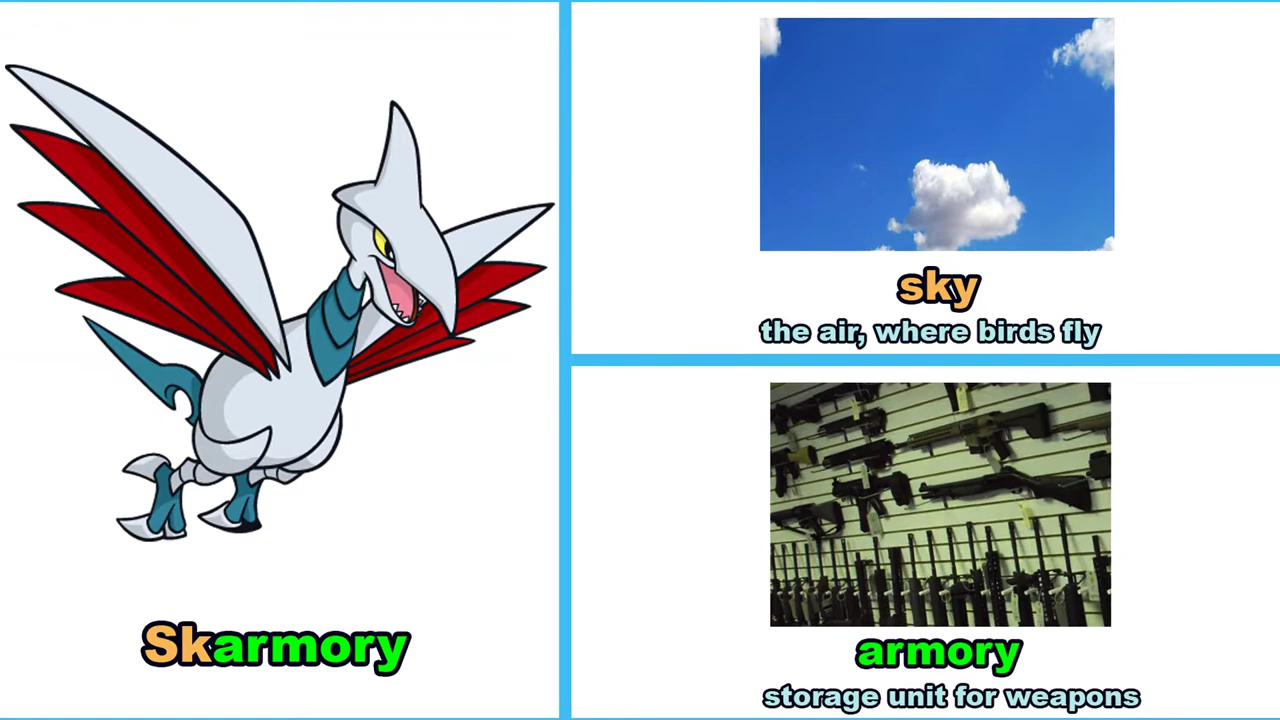 Skarmory
sky
the air, where birds fly
armory
storage unit for weapons